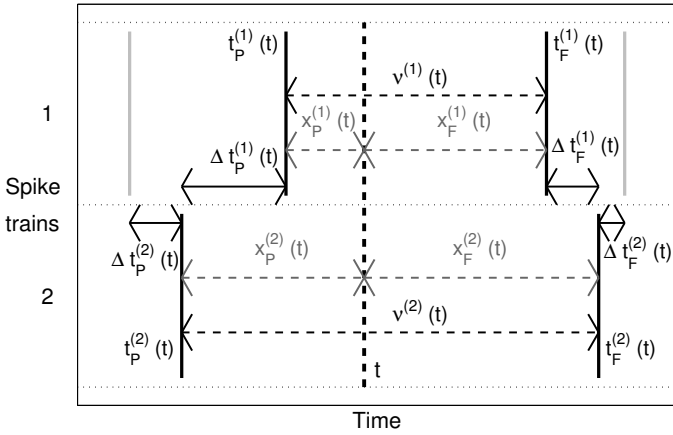 t_P^(1) (t)
t_F^(1) (t)
ν^(1) (t)
1
x_P^(1) (t)
x_F^(1) (t)
Δ t_P^(1) (t)
Δ t_F^(1) (t)
Spike
trains
Δ t_P^(2) (t)
x_P^(2) (t)
x_F^(2) (t)
Δ t_F^(2) (t)
2
ν^(2) (t)
t_P^(2) (t)
t_F^(2) (t)
t
Time